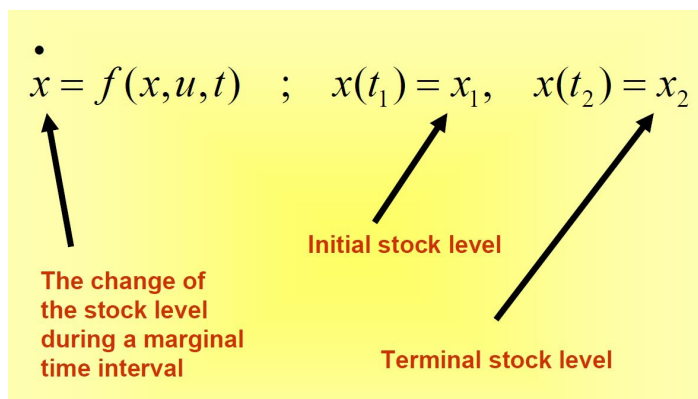 ẋ = f(x,u,t) ; x(t₁) = x₁, x(t₂) = x₂
Initial stock level
The change of
the stock level
during a marginal
time interval
Terminal stock level